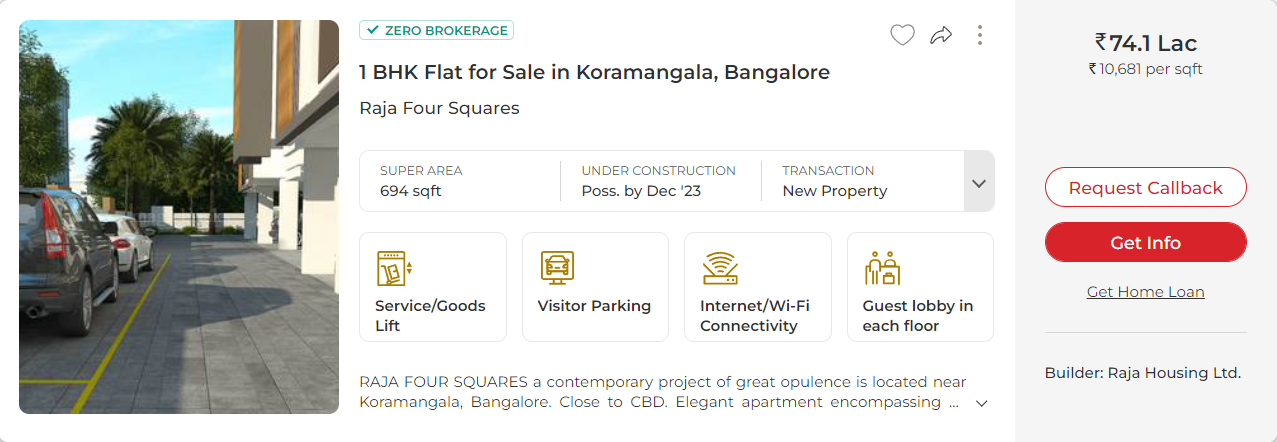 ZERO BROKERAGE
1 BHK Flat for Sale in Koramangala, Bangalore
Raja Four Squares
SUPER AREA
694 sqft
UNDER CONSTRUCTION
Poss. by Dec '23
TRANSACTION
New Property
Service/Goods
Lift
Visitor Parking
Internet/Wi-Fi
Connectivity
Guest lobby in
each floor
RAJA FOUR SQUARES a contemporary project of great opulence is located near
Koramangala, Bangalore. Close to CBD. Elegant apartment encompassing ...
₹74.1 Lac
₹10,681 per sqft
Request Callback
Get Info
Get Home Loan
Builder: Raja Housing Ltd.